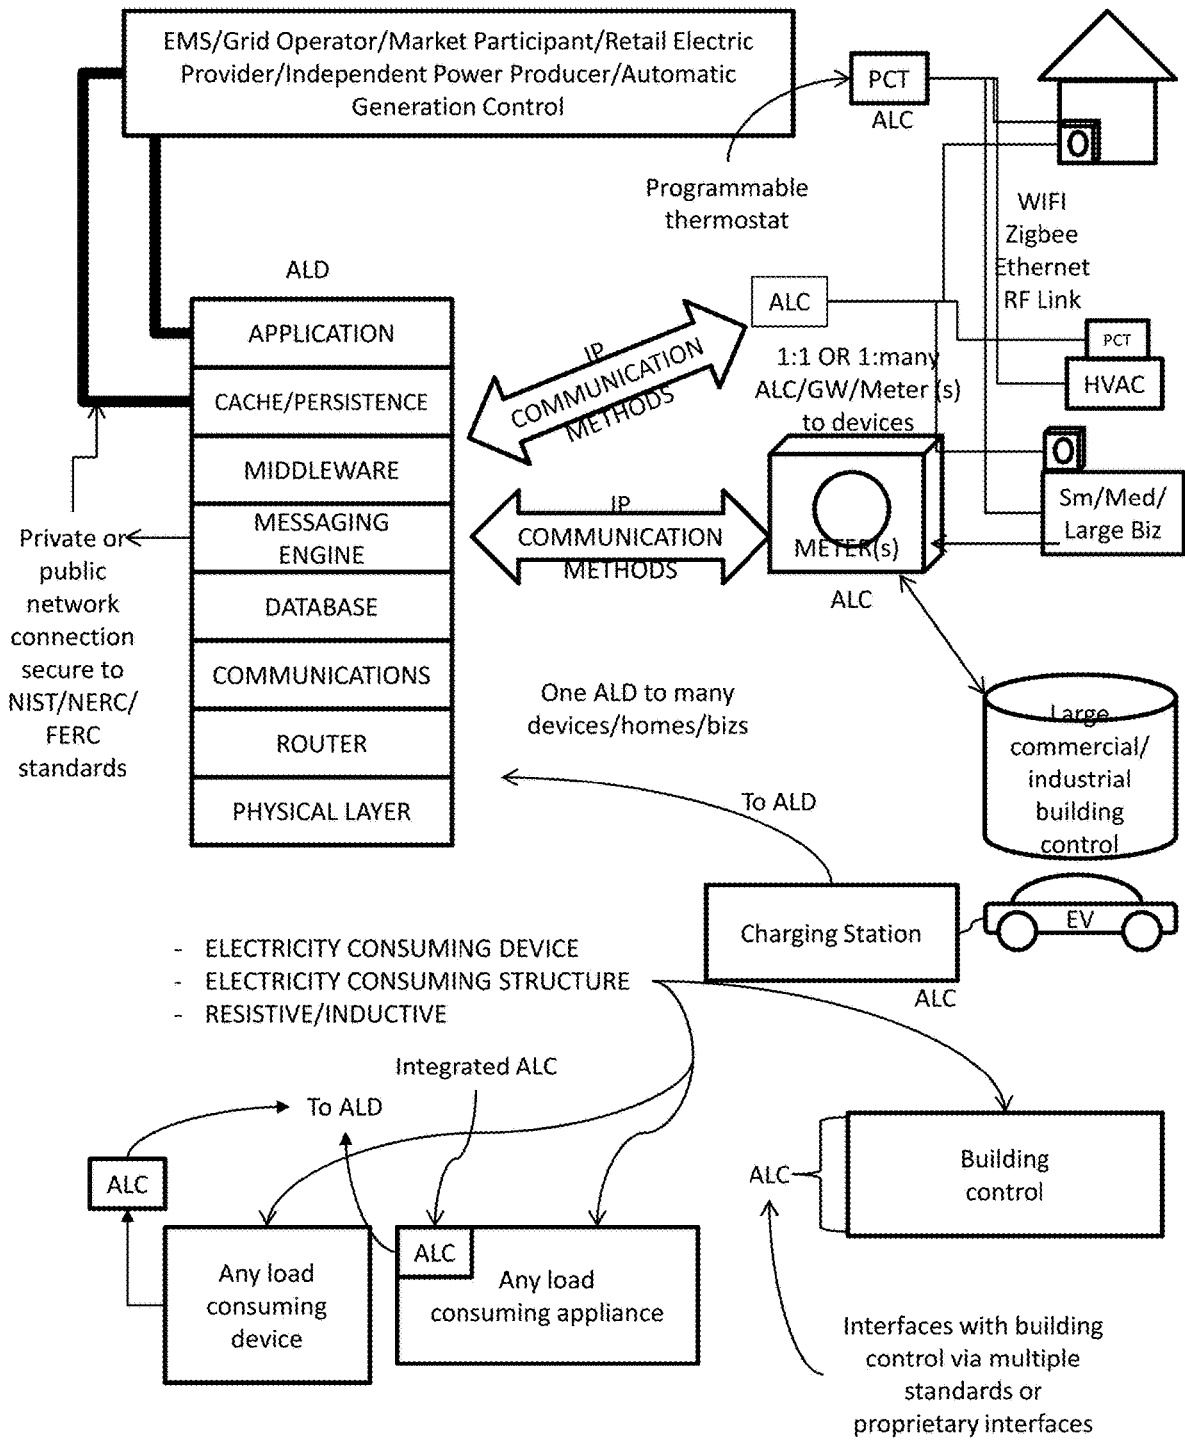 EMS/Grid Operator/Market Participant/Retail Electric
Provider/Independent Power Producer/Automatic
Generation Control
PCT
ALC
Programmable
thermostat
WIFI
Zigbee
Ethernet
RF Link
ALD
APPLICATION
CACHE/PERSISTENCE
MIDDLEWARE
MESSAGING
ENGINE
DATABASE
COMMUNICATIONS
ROUTER
PHYSICAL LAYER
IP
COMMUNICATION
METHODS
ALC
1:1 OR 1:many
ALC/GW/Meter (s)
to devices
PCT
HVAC
IP
COMMUNICATION
METHODS
METER(s)
ALC
Sm/Med/
Large Biz
Private or
public
network
connection
secure to
NIST/NERC/
FERC
standards
One ALD to many
devices/homes/bizs
Large
commercial/
industrial
building
control
To ALD
Charging Station
EV
ALC
- ELECTRICITY CONSUMING DEVICE
- ELECTRICITY CONSUMING STRUCTURE
- RESISTIVE/INDUCTIVE
Integrated ALC
To ALD
ALC
Any load
consuming
device
ALC
Any load
consuming appliance
ALC
Building
control
Interfaces with building
control via multiple
standards or
proprietary interfaces